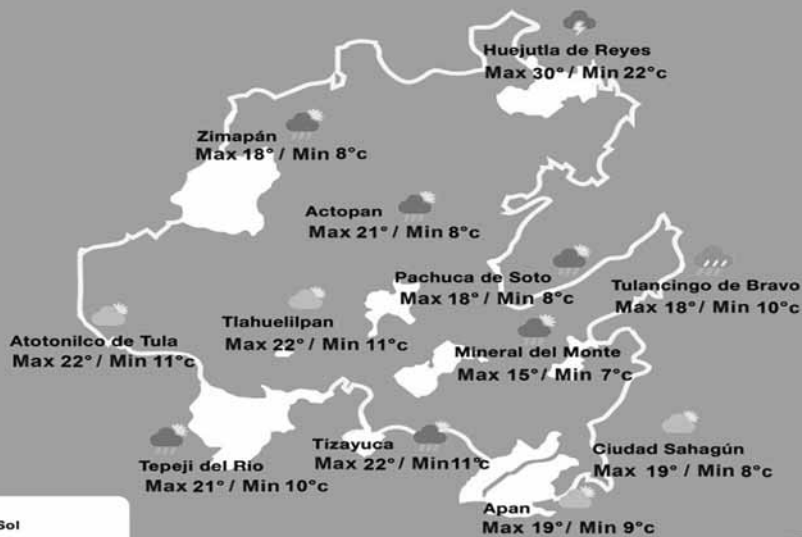 Huejutla de Reyes
Max 30° / Min 22°c
Zimapán
Max 18° / Min 8°c
Actopan
Max 21° / Min 8°c
Pachuca de Soto
Max 18° / Min 8°c
Tulancingo de Bravo
Max 18° / Min 10°c
Tlahuelilpan
Max 22° / Min 11°c
Atotonilco de Tula
Max 22° / Min 11°c
Mineral del Monte
Max 15° / Min 7°c
Tizayuca
Max 22° / Min11°c
Ciudad Sahagún
Max 19° / Min 8°c
Tepeji del Río
Max 21° / Min 10°c
Apan
Max 19° / Min 9°c
Sol